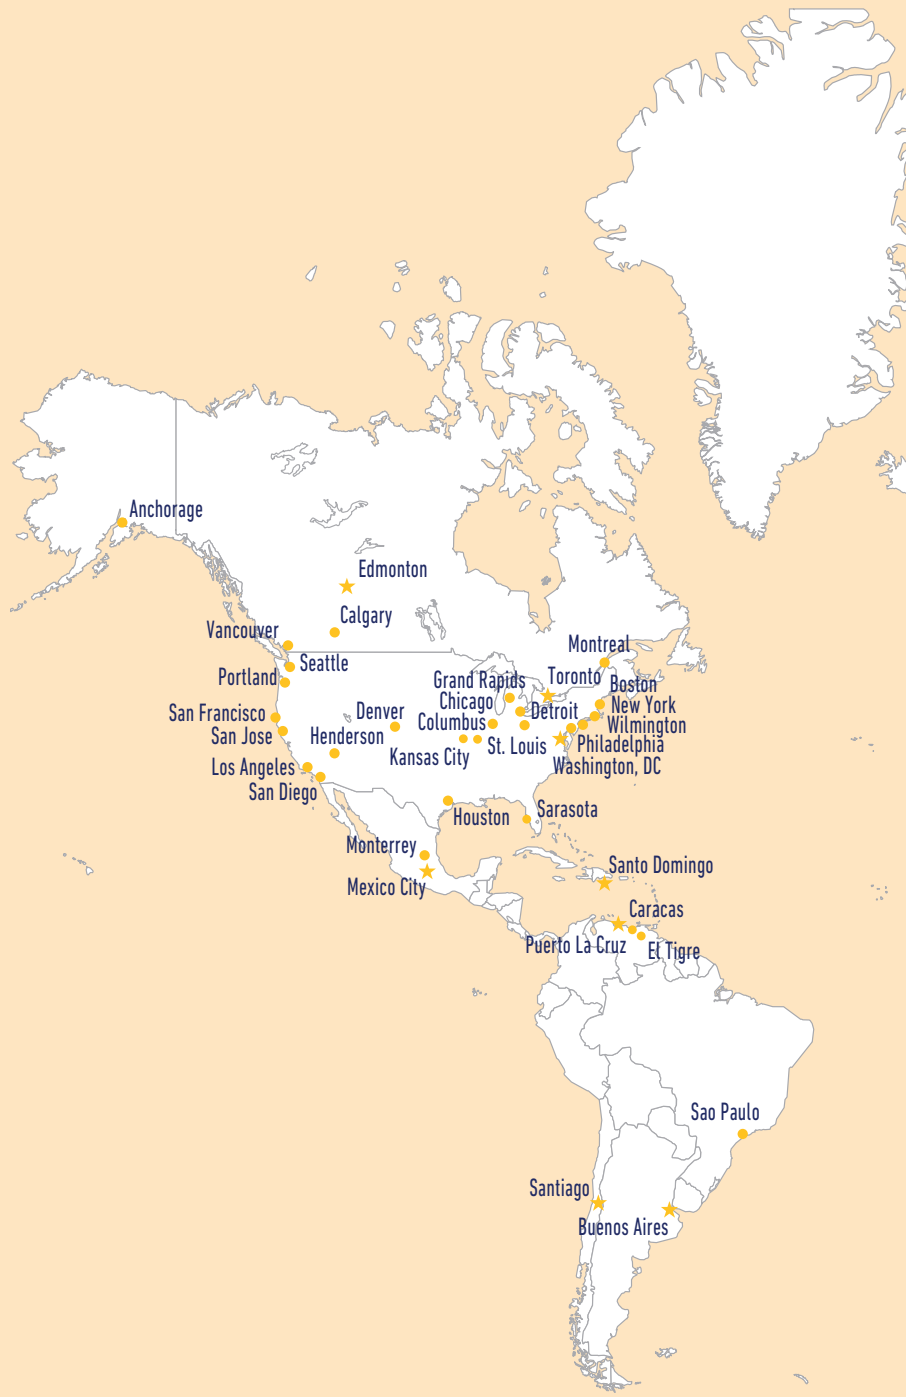 Anchorage
Edmonton
Calgary
Vancouver
Montreal
Seattle
Portland
Toronto
Grand Rapids
Boston
Chicago
New York
San Francisco
Denver
Detroit
Columbus
Wilmington
San Jose
Henderson
St. Louis
Philadelphia
Kansas City
Washington, DC
Los Angeles
San Diego
Sarasota
Houston
Monterrey
Santo Domingo
Mexico City
Caracas
Puerto La Cruz
El Tigre
Sao Paulo
Santiago
Buenos Aires